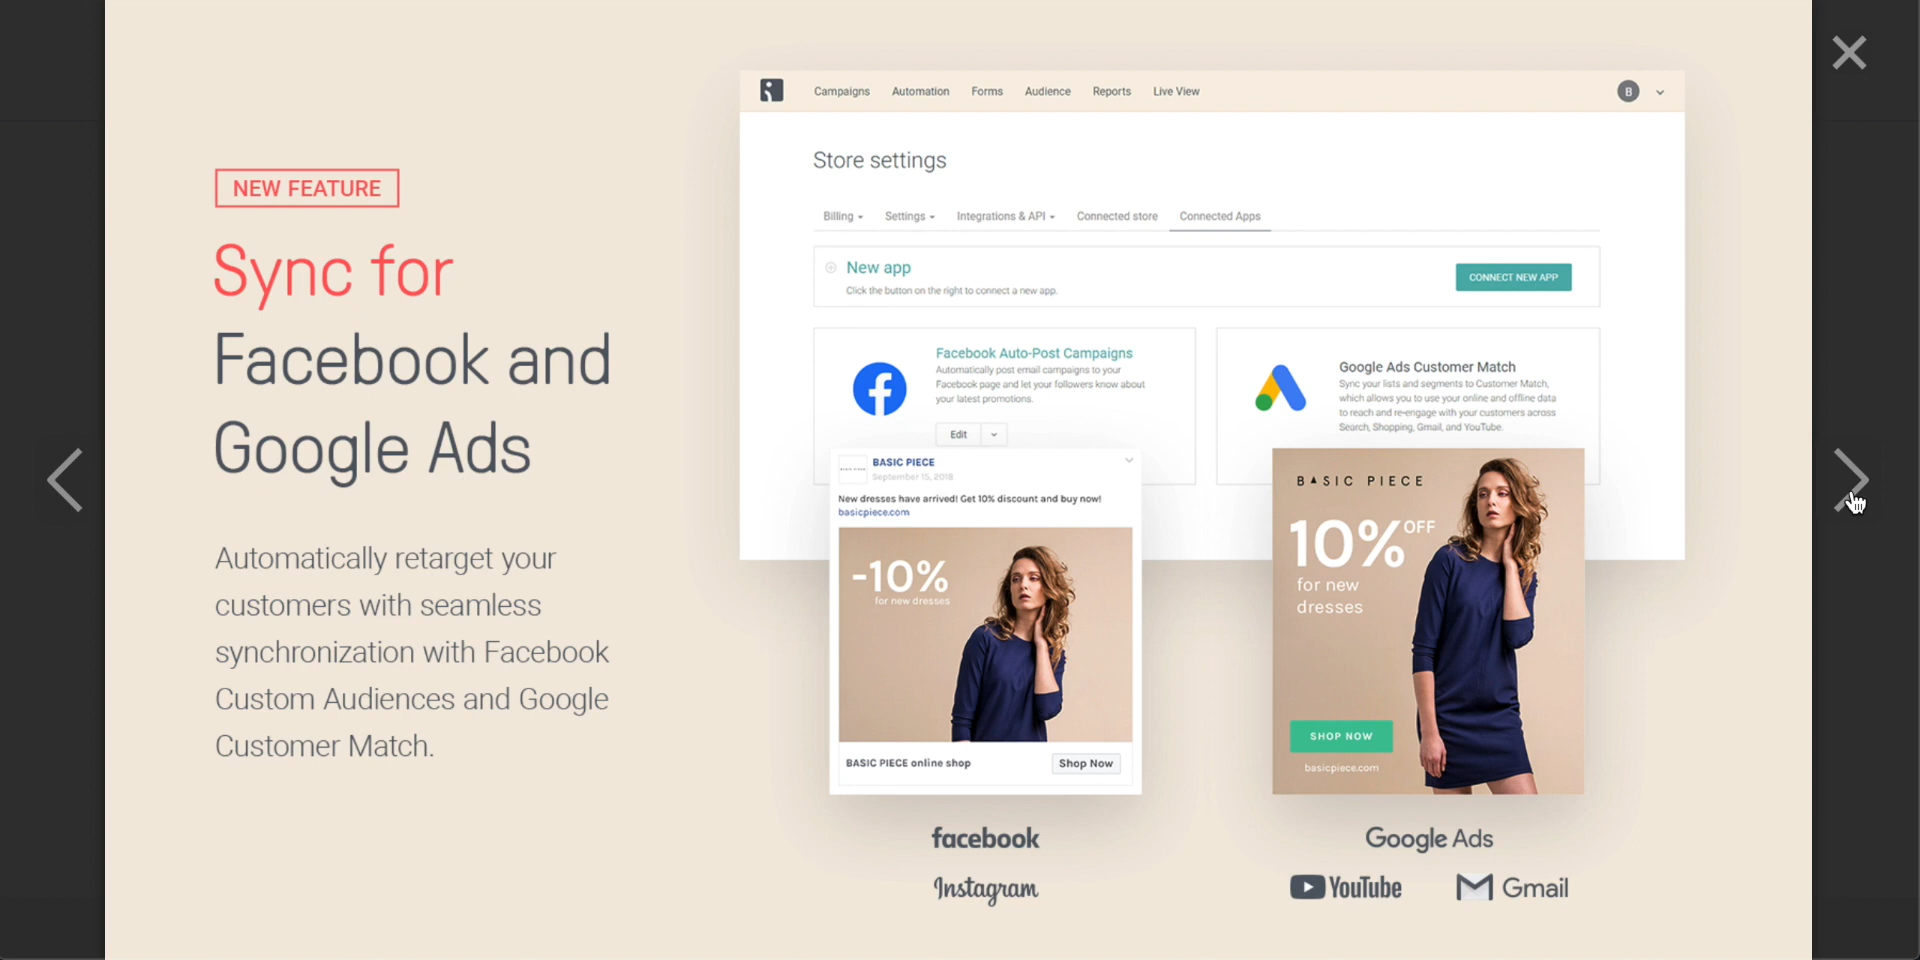 NEW FEATURE
Sync for
Facebook and
Google Ads
Automatically retarget your
customers with seamless
synchronization with Facebook
Custom Audiences and Google
Customer Match.
Campaigns Automation Forms Audience Reports Live View B
Store settings
Billing Settings Integrations & API Connected store Connected Apps
New app
Click the button on the right to connect a new app.
CONNECT NEW APP
Facebook Auto-Post Campaigns
Automatically post email campaigns to your
Facebook page and let your followers know about
your latest promotions.
Edit
Google Ads Customer Match
Sync your lists and segments to Customer Match,
which allows you to use your online and offline data
to reach and re-engage with your customers across
Search, Shopping, Gmail, and YouTube.
BASIC PIECE
September 15, 2018
New dresses have arrived! Get 10% discount and buy now!
basicpiece.com
-10%
for new dresses
BASIC PIECE online shop
Shop Now
BASIC PIECE
10% OFF
for new
dresses
SHOP NOW
basicpiece.com
facebook
Instagram
Google Ads
YouTube
Gmail